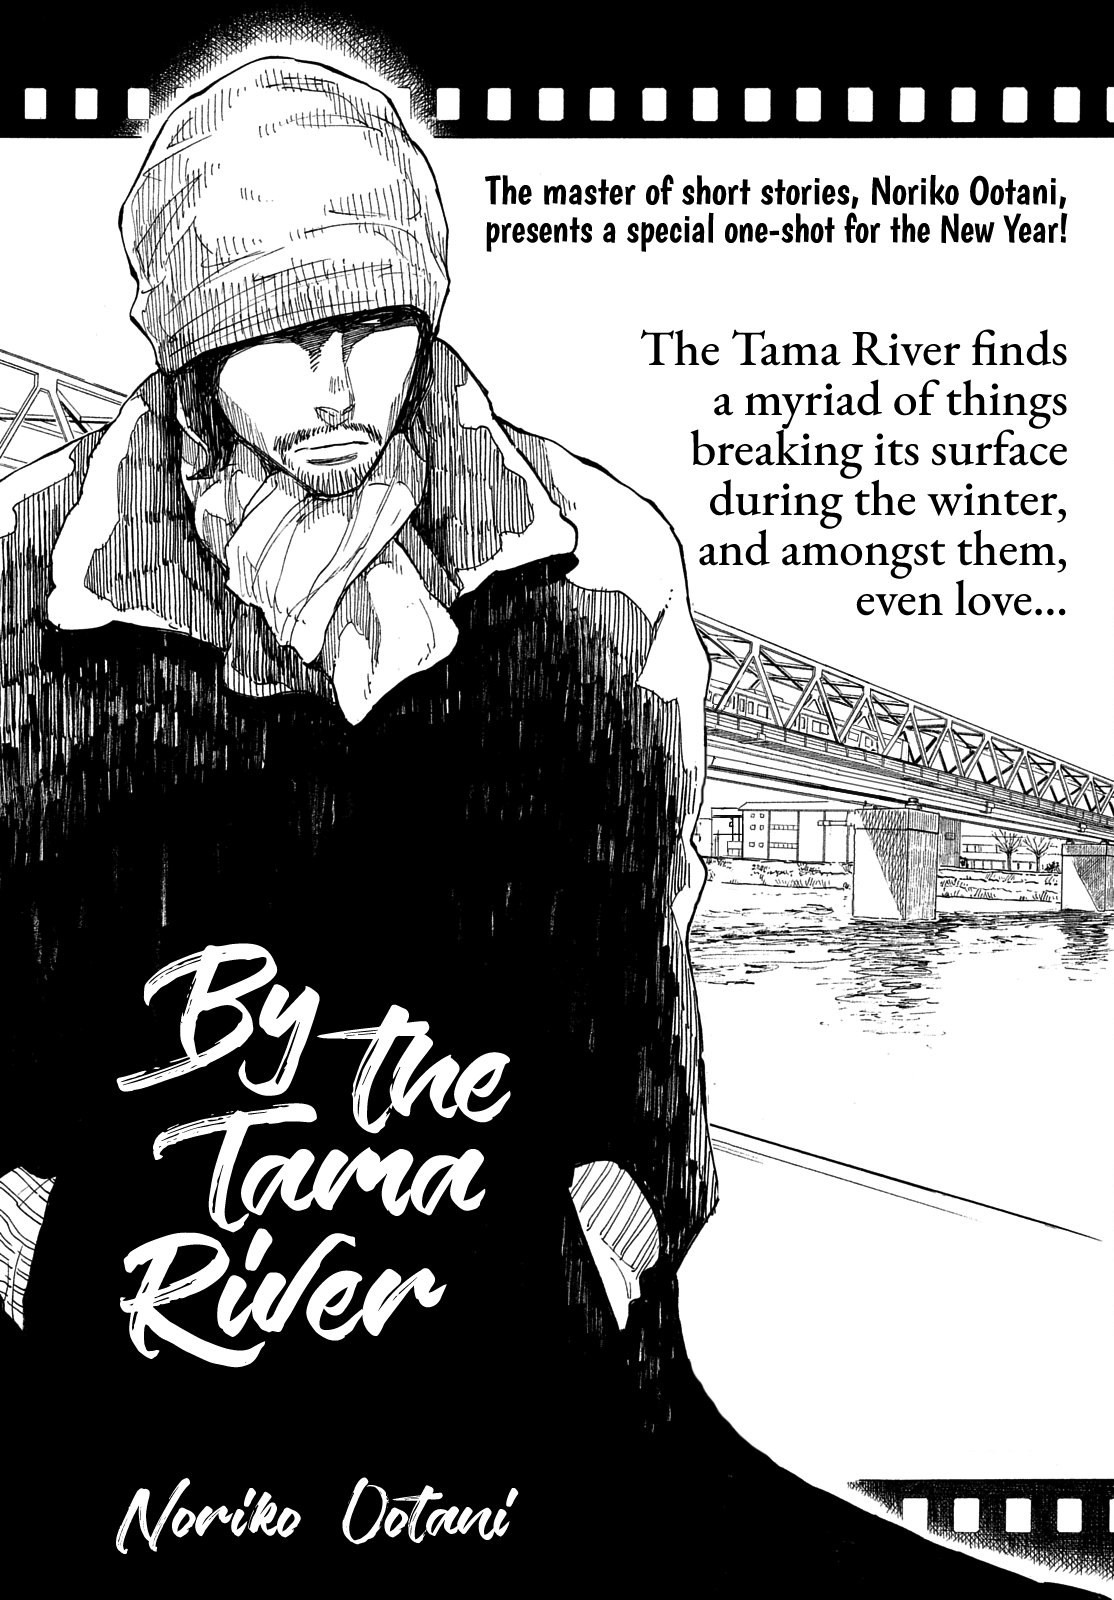 The master of short stories, Noriko Ootani,
presents a special one-shot for the New Year!
The Tama River finds
a myriad of things
breaking its surface
during the winter,
and amongst them,
even love...
By the
Tama
River
Noriko Ootani